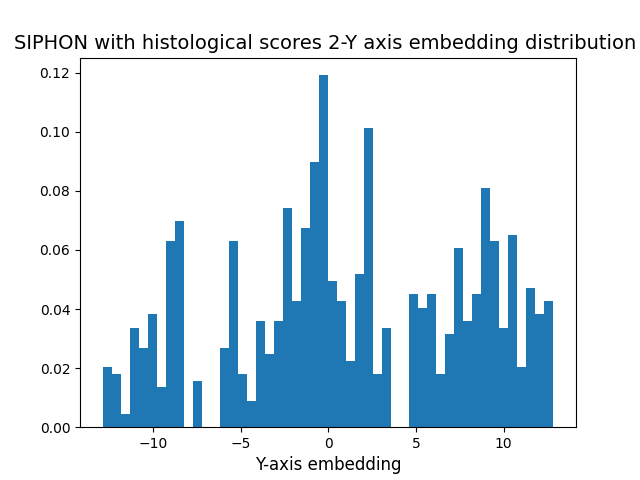 SIPHON with histological scores 2-Y axis embedding distribution
0.12
0.10
0.08
0.06
0.04
0.02
0.00
−10 −5 0 5 10
Y-axis embedding